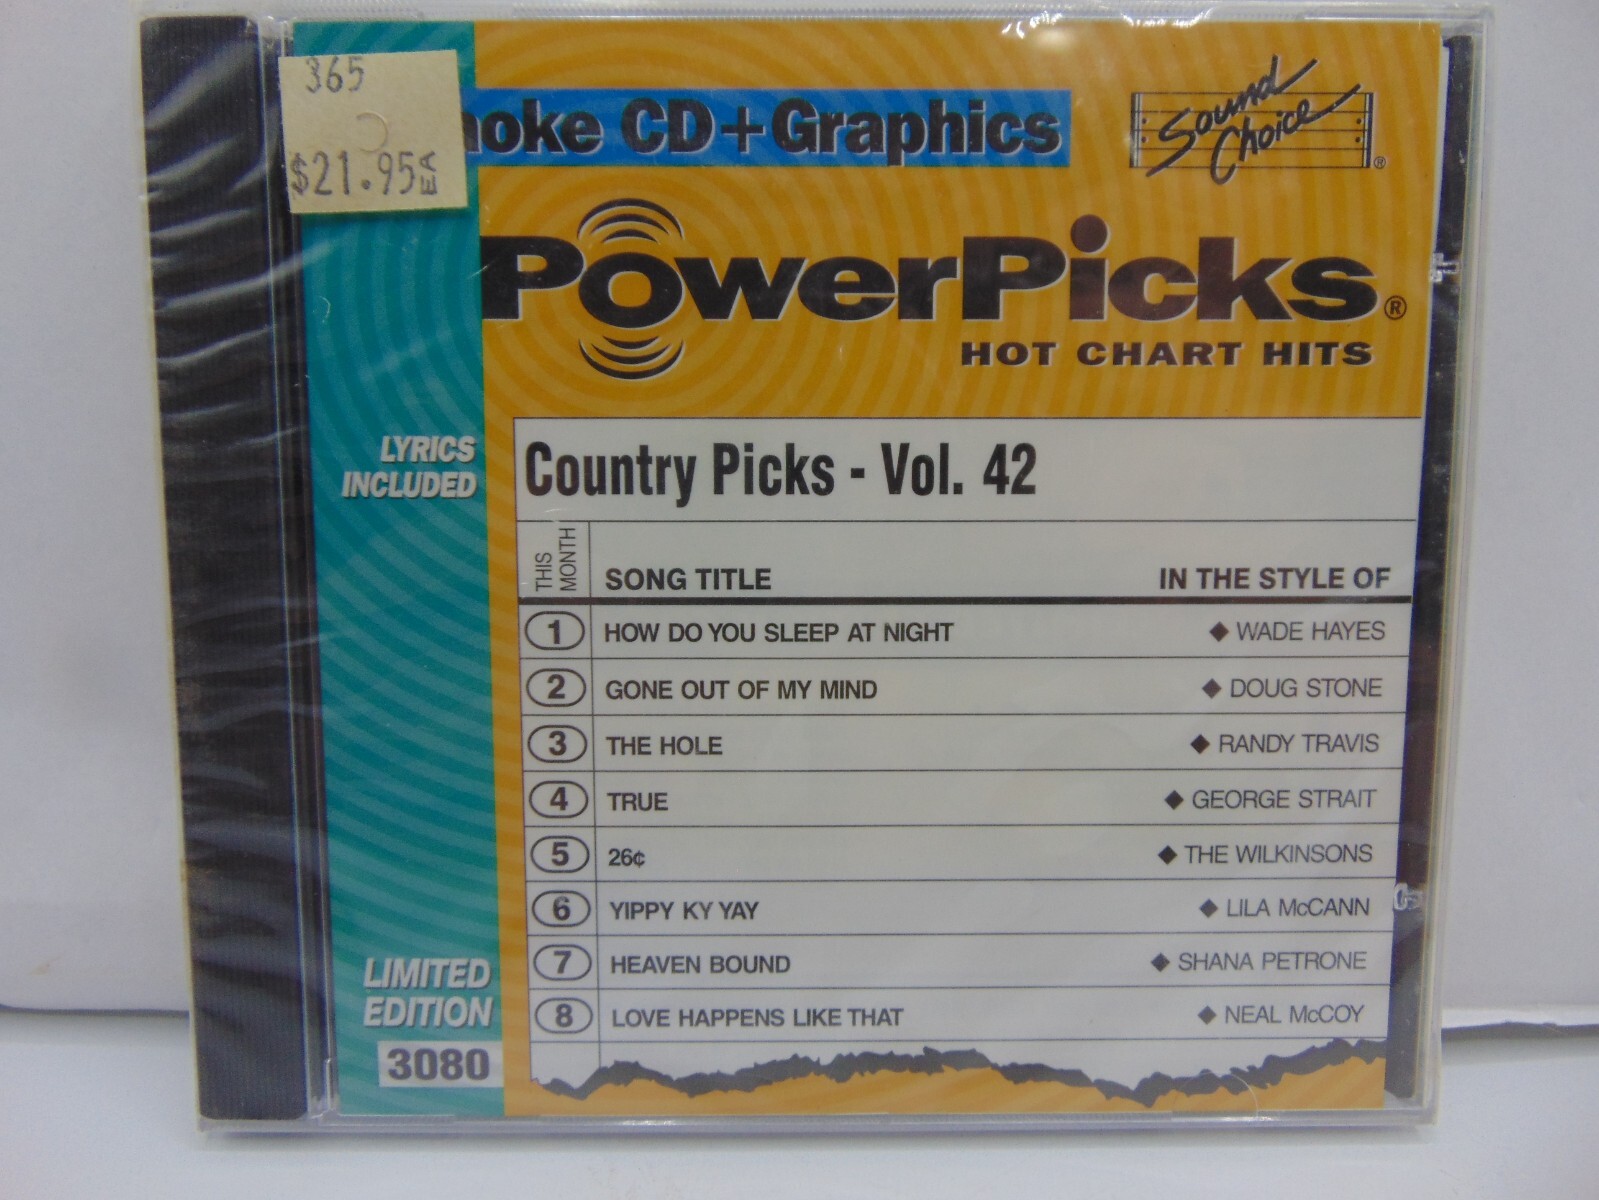 365
$21.95 EA
aoke CD+Graphics
Sound Choice®
PowerPicks®
HOT CHART HITS
LYRICS
INCLUDED
Country Picks - Vol. 42
THIS MONTH
SONG TITLE IN THE STYLE OF
1 HOW DO YOU SLEEP AT NIGHT ◆ WADE HAYES
2 GONE OUT OF MY MIND ◆ DOUG STONE
3 THE HOLE ◆ RANDY TRAVIS
4 TRUE ◆ GEORGE STRAIT
5 26¢ ◆ THE WILKINSONS
6 YIPPY KY YAY ◆ LILA McCANN
7 HEAVEN BOUND ◆ SHANA PETRONE
8 LOVE HAPPENS LIKE THAT ◆ NEAL McCOY
LIMITED
EDITION
3080